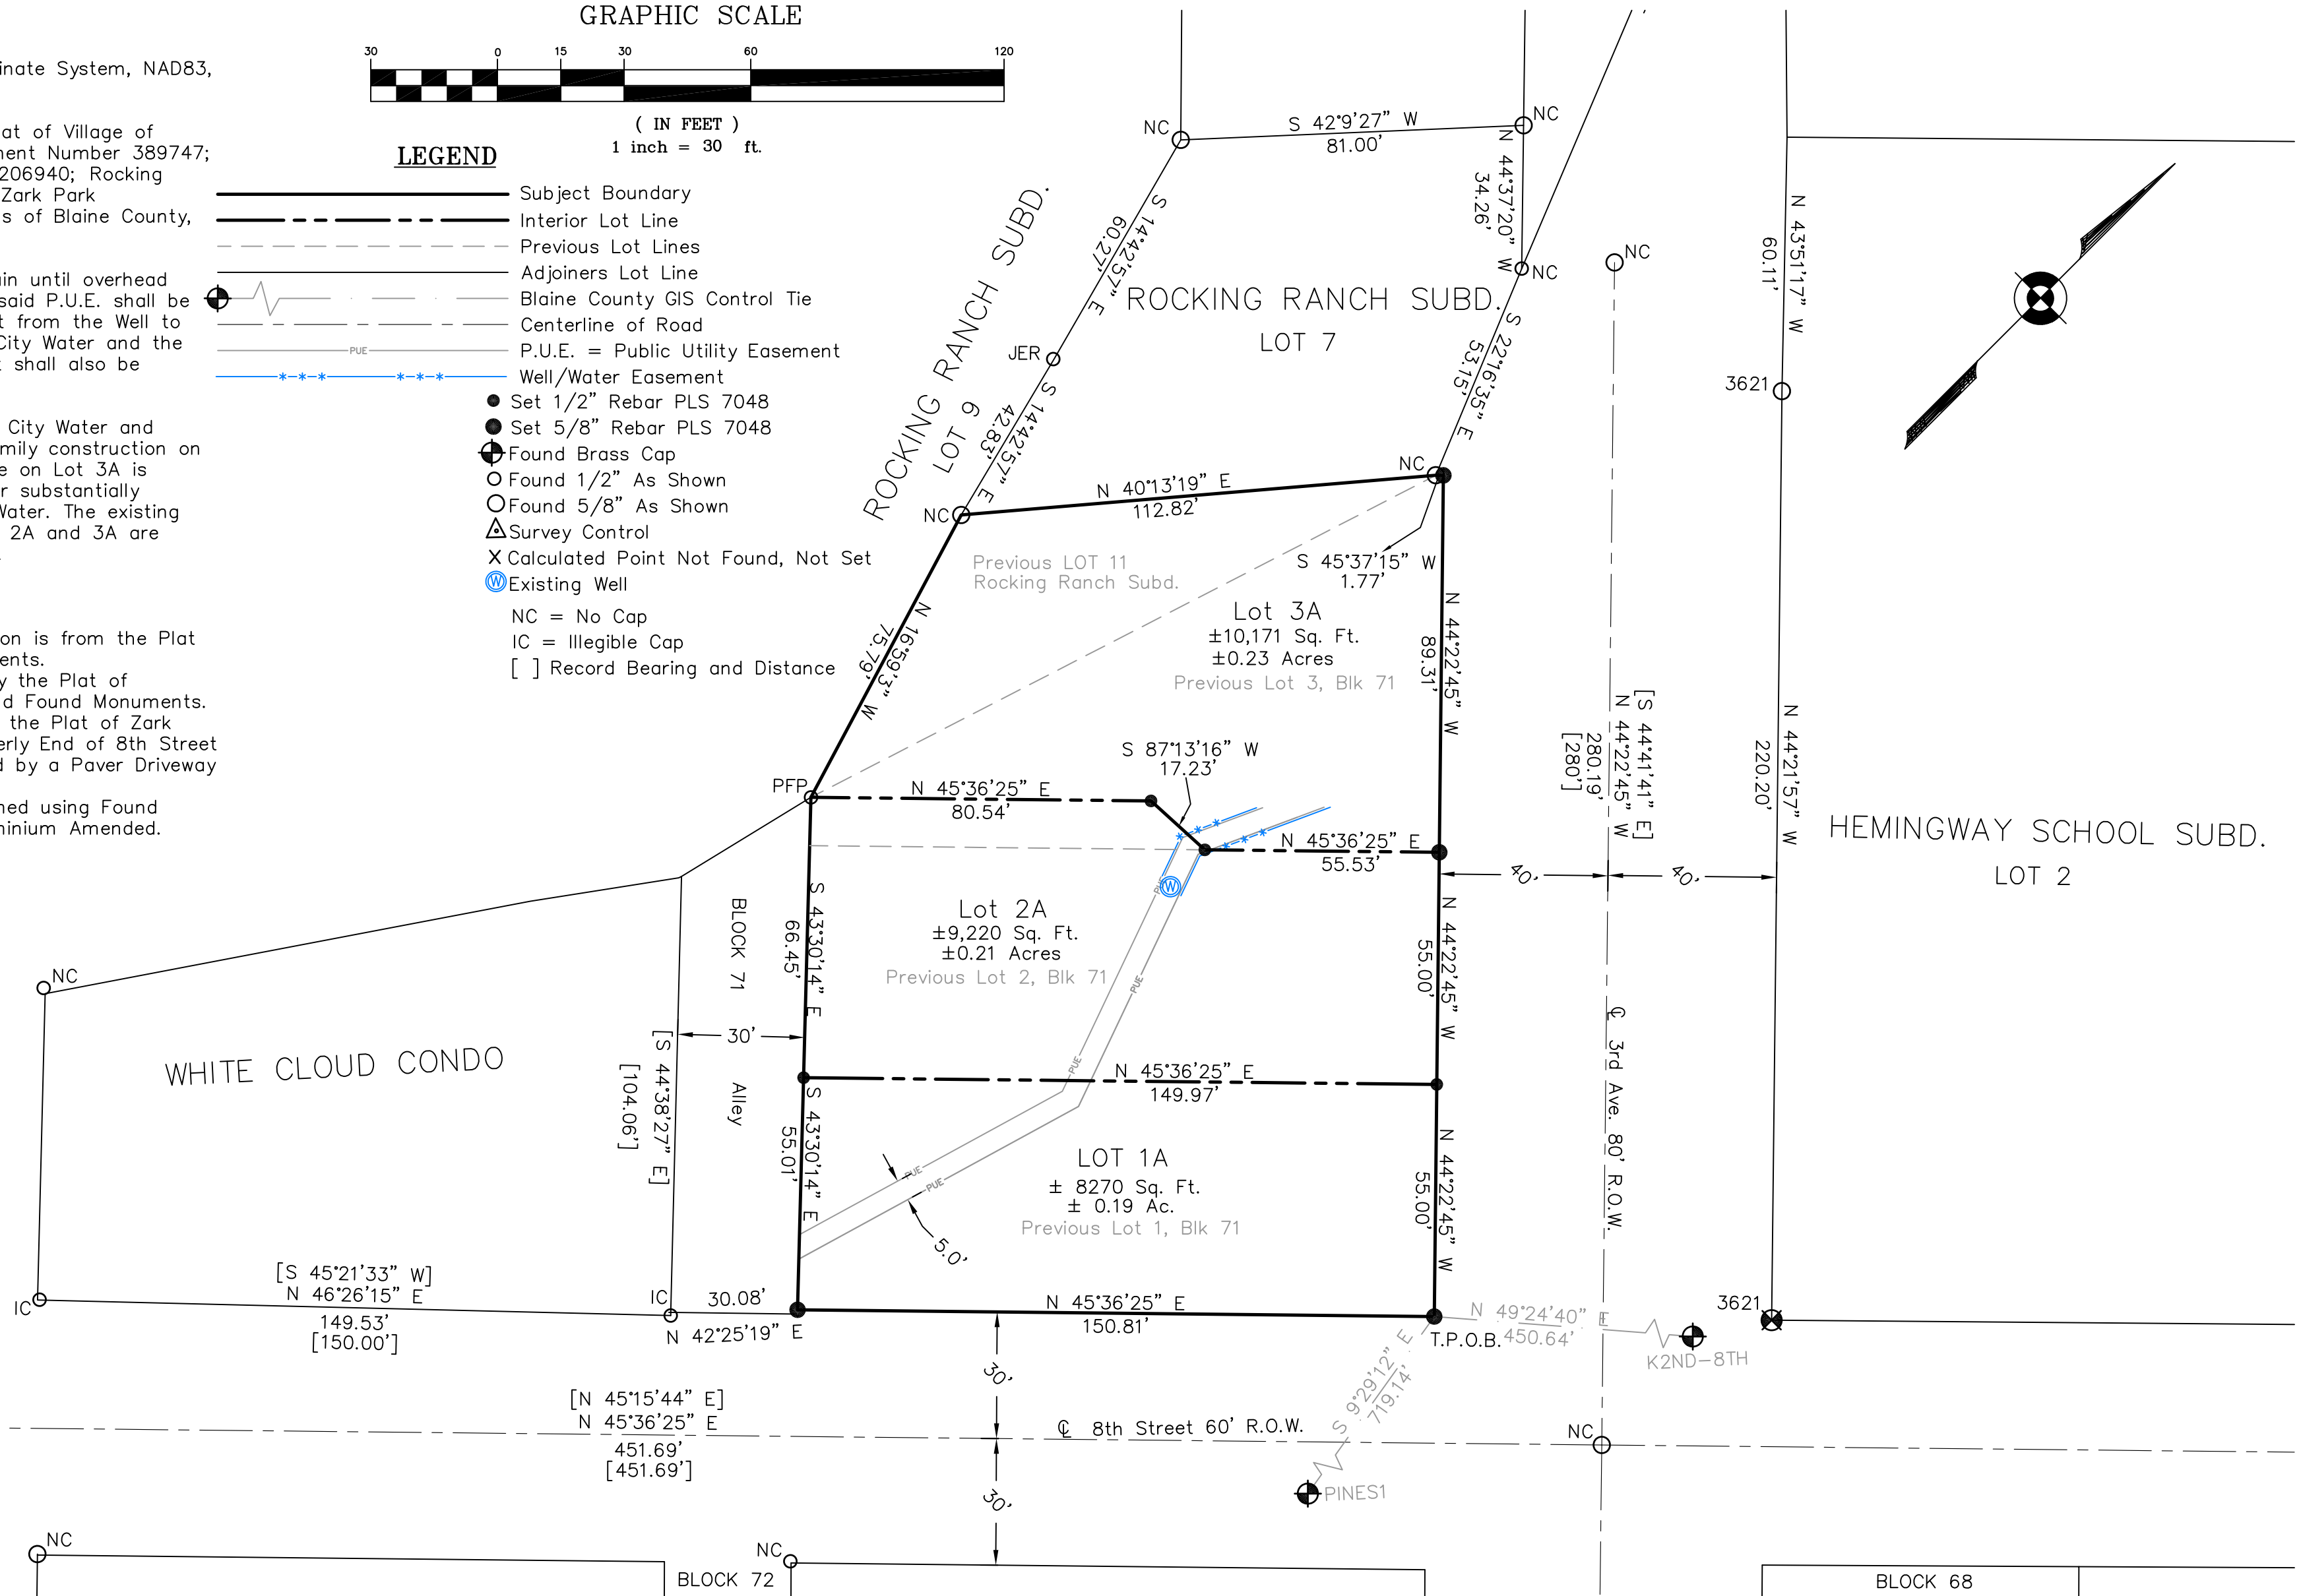 GRAPHIC SCALE
30 0 15 30 60 120
( IN FEET )
1 inch = 30 ft.
inate System, NAD83,
at of Village of
ment Number 389747;
206940; Rocking
Zark Park
s of Blaine County,
in until overhead
said P.U.E. shall be
t from the Well to
City Water and the
shall also be
City Water and
mily construction on
e on Lot 3A is
r substantially
Water. The existing
2A and 3A are
on is from the Plat
ents.
y the Plat of
d Found Monuments.
the Plat of Zark
erly End of 8th Street
d by a Paver Driveway
ned using Found
minium Amended.
LEGEND
Subject Boundary
Interior Lot Line
Previous Lot Lines
Adjoiners Lot Line
Blaine County GIS Control Tie
Centerline of Road
PUE
P.U.E. = Public Utility Easement
Well/Water Easement
Set 1/2" Rebar PLS 7048
Set 5/8" Rebar PLS 7048
Found Brass Cap
Found 1/2" As Shown
Found 5/8" As Shown
Survey Control
X Calculated Point Not Found, Not Set
W Existing Well
NC = No Cap
IC = Illegible Cap
[ ] Record Bearing and Distance
NC
S 42°9'27" W
81.00'
NC
N 44°37'20" W
34.26'
NC
S 14°42'57" E
60.27'
JER
S 14°42'57" E
42.83'
ROCKING RANCH SUBD.
LOT 9
ROCKING RANCH SUBD.
LOT 7
S 22°16'35" E
53.15'
NC
N 43°51'17" W
60.11'
3621
NC
N 40°13'19" E
112.82'
NC
S 45°37'15" W
1.77'
Previous LOT 11
Rocking Ranch Subd.
Lot 3A
±10,171 Sq. Ft.
±0.23 Acres
Previous Lot 3, Blk 71
N 16°59'3" W
75.79'
N 44°22'45" W
89.31'
[S 44°41'41" E]
N 44°22'45" W
280.19'
[280']
N 44°21'57" W
220.20'
HEMINGWAY SCHOOL SUBD.
LOT 2
PFP
N 45°36'25" E
80.54'
S 87°13'16" W
17.23'
N 45°36'25" E
55.53'
40'
40'
W
PUE
PUE
PUE
Lot 2A
±9,220 Sq. Ft.
±0.21 Acres
Previous Lot 2, Blk 71
S 43°30'14" E
66.45'
N 44°22'45" W
55.00'
BLOCK 71
30'
Alley
[S 44°38'27" E]
[104.06']
NC
WHITE CLOUD CONDO
N 45°36'25" E
149.97'
S 43°30'14" E
55.01'
PUE
PUE
5.0'
LOT 1A
± 8270 Sq. Ft.
± 0.19 Ac.
Previous Lot 1, Blk 71
N 44°22'45" W
55.00'
℄ 3rd Ave. 80' R.O.W.
IC
[S 45°21'33" W]
N 46°26'15" E
149.53'
[150.00']
IC
30.08'
N 42°25'19" E
N 45°36'25" E
150.81'
T.P.O.B.
N 49°24'40" E
450.64'
K2ND-8TH
3621
S 9°29'12" E
719.14'
PINES1
30'
30'
[N 45°15'44" E]
N 45°36'25" E
451.69'
[451.69']
℄ 8th Street 60' R.O.W.
NC
NC
NC
BLOCK 72
BLOCK 68